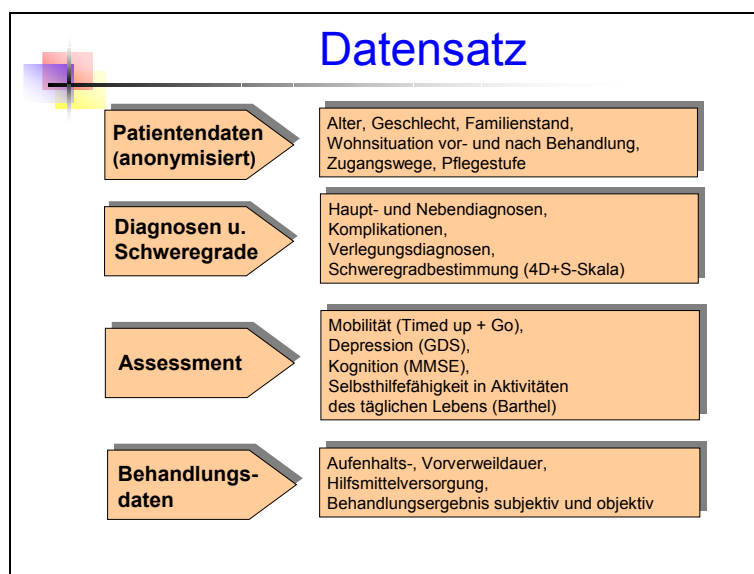 Datensatz
Patientendaten
(anonymisiert)
Alter, Geschlecht, Familienstand,
Wohnsituation vor- und nach Behandlung,
Zugangswege, Pflegestufe
Diagnosen u.
Schweregrade
Haupt- und Nebendiagnosen,
Komplikationen,
Verlegungsdiagnosen,
Schweregradbestimmung (4D+S-Skala)
Assessment
Mobilität (Timed up + Go),
Depression (GDS),
Kognition (MMSE),
Selbsthilfefähigkeit in Aktivitäten
des täglichen Lebens (Barthel)
Behandlungs-
daten
Aufenthalts-, Vorverweildauer,
Hilfsmittelversorgung,
Behandlungsergebnis subjektiv und objektiv